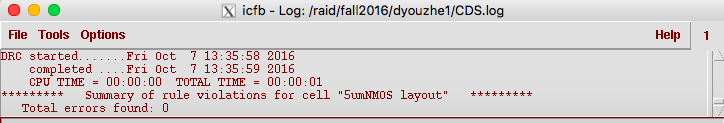 icfb - Log: /raid/fall2016/dyouzhe1/CDS.log
File Tools Options Help 1
DRC started.......Fri Oct  7 13:35:58 2016
    completed ....Fri Oct  7 13:35:59 2016
    CPU TIME = 00:00:00  TOTAL TIME = 00:00:01
*********   Summary of rule violations for cell "5umNMOS layout"   *********
   Total errors found: 0